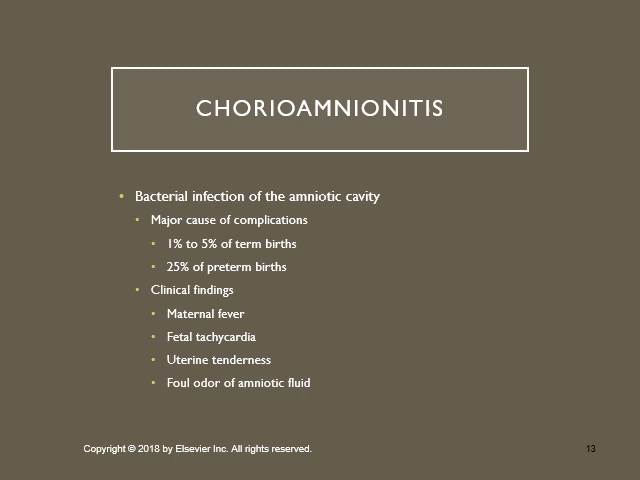 CHORIOAMNIONITIS
• Bacterial infection of the amniotic cavity
• Major cause of complications
• 1% to 5% of term births
• 25% of preterm births
• Clinical findings
• Maternal fever
• Fetal tachycardia
• Uterine tenderness
• Foul odor of amniotic fluid
Copyright © 2018 by Elsevier Inc. All rights reserved.
13